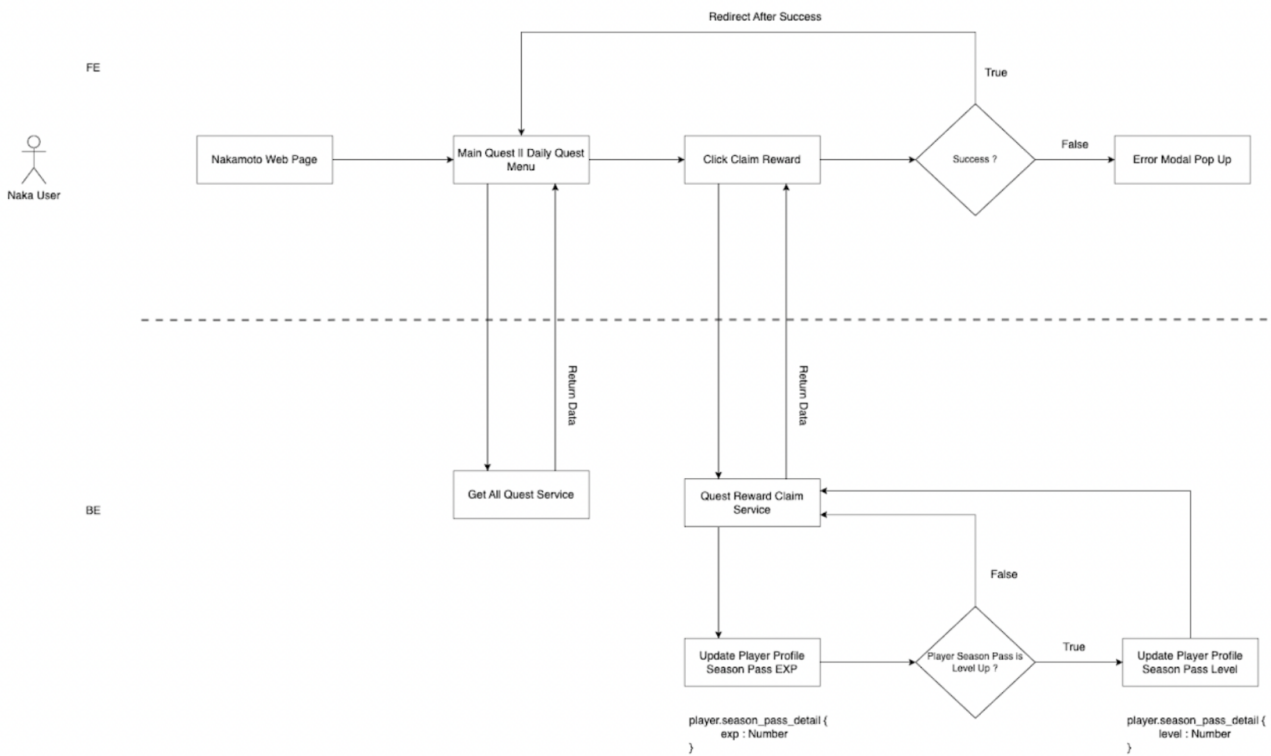 Redirect After Success
FE
True
Nakamoto Web Page
Main Quest || Daily Quest
Menu
Click Claim Reward
Success ?
False
Error Modal Pop Up
Naka User
Return Data
Return Data
Get All Quest Service
Quest Reward Claim
Service
BE
False
Update Player Profile
Season Pass EXP
Player Season Pass is
Level Up ?
True
Update Player Profile
Season Pass Level
player.season_pass_detail {
exp : Number
}
player.season_pass_detail {
level : Number
}